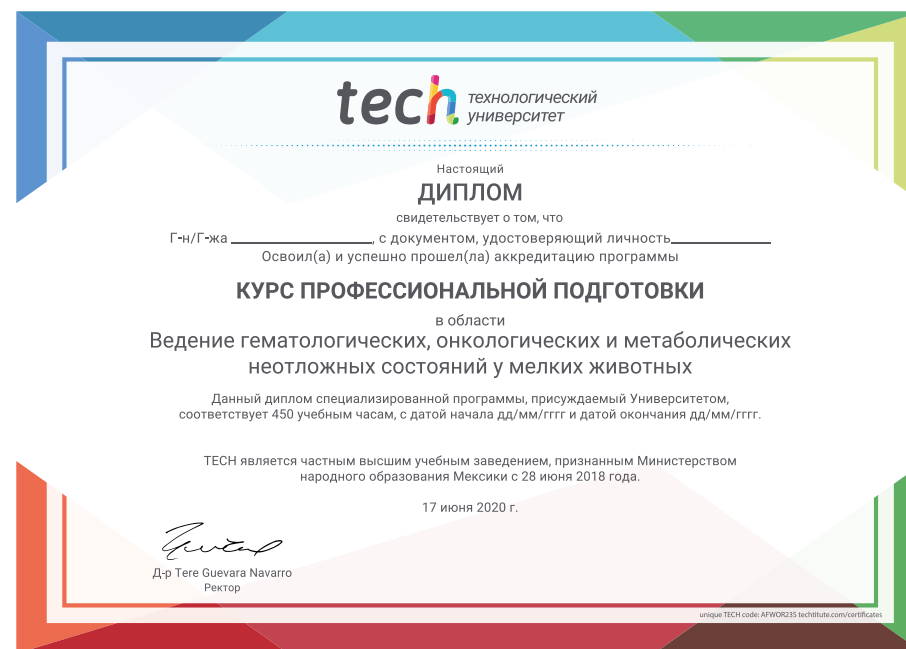 tech технологический
университет
Настоящий
ДИПЛОМ
свидетельствует о том, что
Г-н/Г-жа ____________________, с документом, удостоверяющий личность______________
Освоил(а) и успешно прошел(ла) аккредитацию программы
КУРС ПРОФЕССИОНАЛЬНОЙ ПОДГОТОВКИ
в области
Ведение гематологических, онкологических и метаболических
неотложных состояний у мелких животных
Данный диплом специализированной программы, присуждаемый Университетом,
соответствует 450 учебным часам, с датой начала дд/мм/гггг и датой окончания дд/мм/гггг.
TECH является частным высшим учебным заведением, признанным Министерством
народного образования Мексики с 28 июня 2018 года.
17 июня 2020 г.
Д-р Tere Guevara Navarro
Ректор
unique TECH code: AFWOR23S techtitute.com/certificates